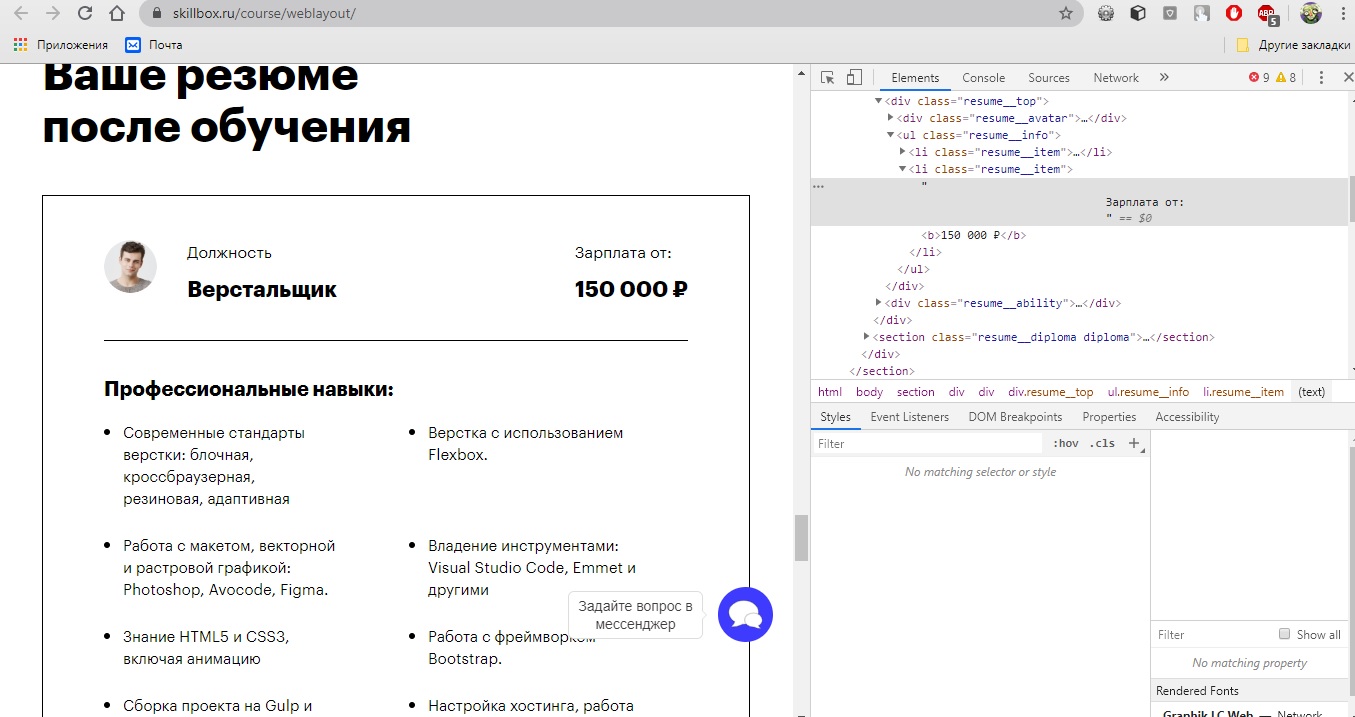 skillbox.ru/course/weblayout/
ABP
5
Приложения
Почта
Другие закладки
Ваше резюме
после обучения
Должность
Верстальщик
Зарплата от:
150 000 ₽
Профессиональные навыки:
Современные стандарты
верстки: блочная,
кроссбраузерная,
резиновая, адаптивная
Верстка с использованием
Flexbox.
Работа с макетом, векторной
и растровой графикой:
Photoshop, Avocode, Figma.
Владение инструментами:
Visual Studio Code, Emmet и
другими
Знание HTML5 и CSS3,
включая анимацию
Работа с фреймворком
Bootstrap.
Сборка проекта на Gulp и
Настройка хостинга, работа
Задайте вопрос в
мессенджер
Elements Console Sources Network » 9 8
▼<div class="resume__top">
▶<div class="resume__avatar">…</div>
▼<ul class="resume__info">
▶<li class="resume__item">…</li>
▼<li class="resume__item">
"
Зарплата от:
" == $0
<b>150 000 ₽</b>
</li>
</ul>
</div>
▶<div class="resume__ability">…</div>
</div>
▶<section class="resume__diploma diploma">…</section>
</div>
</section>
html body section div div div.resume__top ul.resume__info li.resume__item (text)
Styles Event Listeners DOM Breakpoints Properties Accessibility
Filter :hov .cls +
No matching selector or style
Filter Show all
No matching property
Rendered Fonts
Graphik LC Web — Network